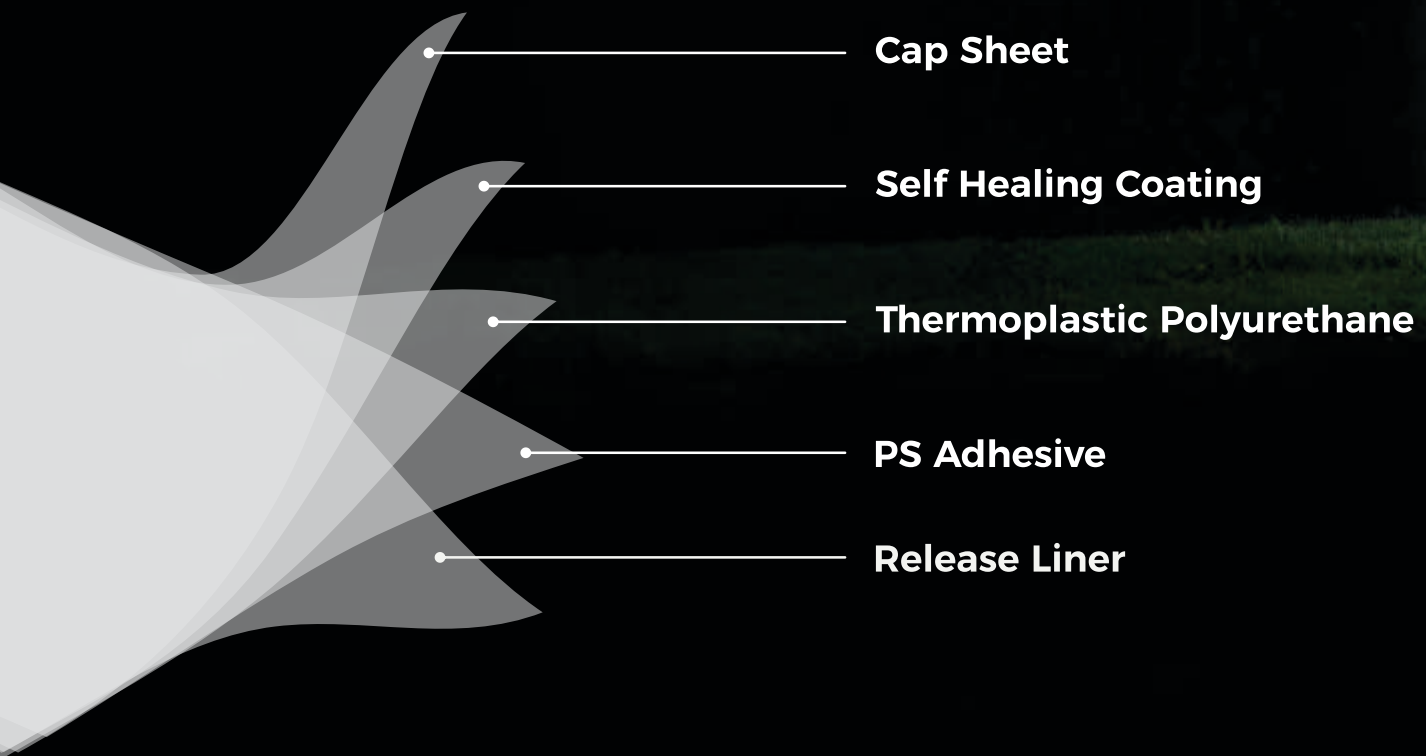 Cap Sheet
Self Healing Coating
Thermoplastic Polyurethane
PS Adhesive
Release Liner